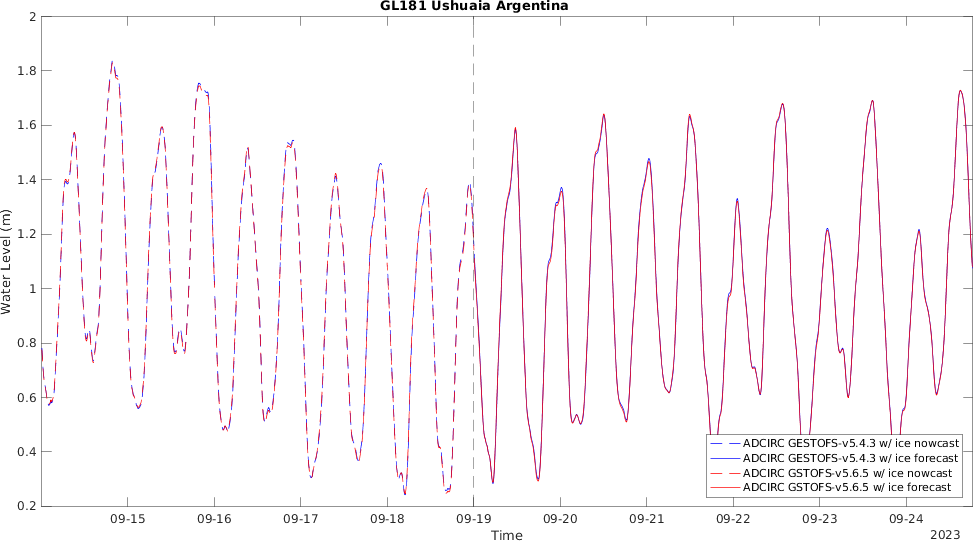 GL181 Ushuaia Argentina
2
1.8
1.6
1.4
1.2
1
0.8
0.6
0.4
0.2
Water Level (m)
ADCIRC GESTOFS-v5.4.3 w/ ice nowcast
ADCIRC GESTOFS-v5.4.3 w/ ice forecast
ADCIRC GSTOFS-v5.6.5 w/ ice nowcast
ADCIRC GSTOFS-v5.6.5 w/ ice forecast
09-15 09-16 09-17 09-18 09-19 09-20 09-21 09-22 09-23 09-24
Time
2023